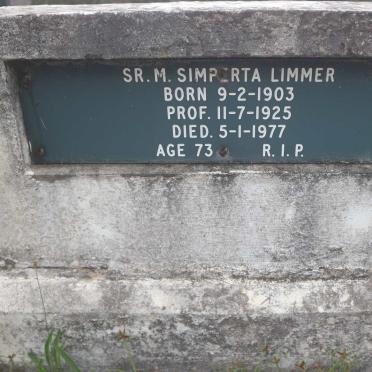 SR. M. SIMPERTA LIMMER
BORN 9-2-1903
PROF. 11-7-1925
DIED. 5-1-1977
AGE 73 R.I.P.